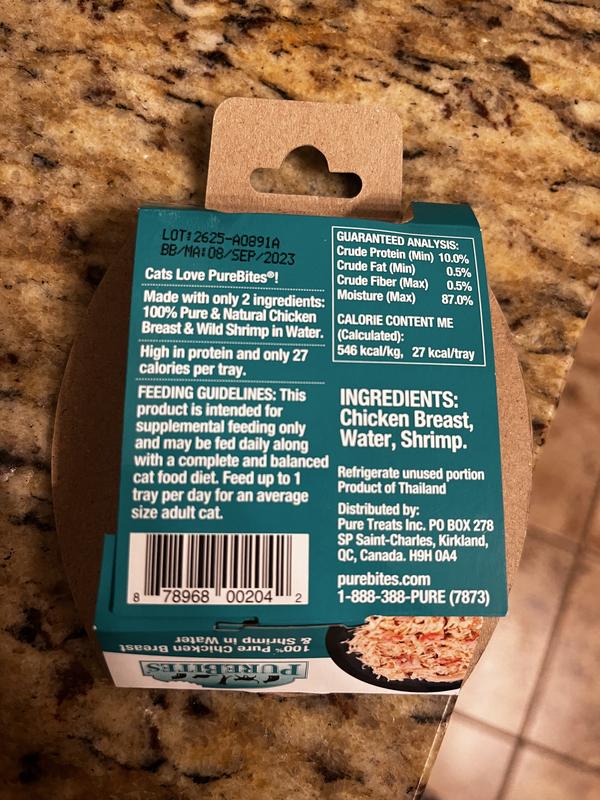 LOT:2625-A0891A
BB/MA:08/SEP/2023
Cats Love PureBites®!
Made with only 2 ingredients:
100% Pure & Natural Chicken
Breast & Wild Shrimp in Water.
High in protein and only 27
calories per tray.
FEEDING GUIDELINES: This
product is intended for
supplemental feeding only
and may be fed daily along
with a complete and balanced
cat food diet. Feed up to 1
tray per day for an average
size adult cat.
8 78968 00204 2
GUARANTEED ANALYSIS:
Crude Protein (Min) 10.0%
Crude Fat (Min) 0.5%
Crude Fiber (Max) 0.5%
Moisture (Max) 87.0%
CALORIE CONTENT ME
(Calculated):
546 kcal/kg, 27 kcal/tray
INGREDIENTS:
Chicken Breast,
Water, Shrimp.
Refrigerate unused portion
Product of Thailand
Distributed by:
Pure Treats Inc. PO BOX 278
SP Saint-Charles, Kirkland,
QC, Canada. H9H 0A4
purebites.com
1-888-388-PURE (7873)
PUREBITES
100% Pure Chicken Breast
& Shrimp in Water